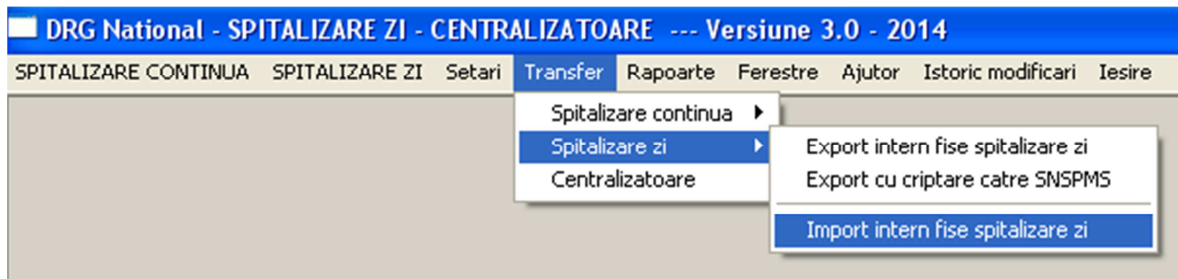 DRG National - SPITALIZARE ZI - CENTRALIZATOARE --- Versiune 3.0 - 2014
SPITALIZARE CONTINUA SPITALIZARE ZI Setari Transfer Rapoarte Ferestre Ajutor Istoric modificari Iesire
Spitalizare continua
Spitalizare zi
Centralizatoare
Export intern fise spitalizare zi
Export cu criptare catre SNSPMS
Import intern fise spitalizare zi